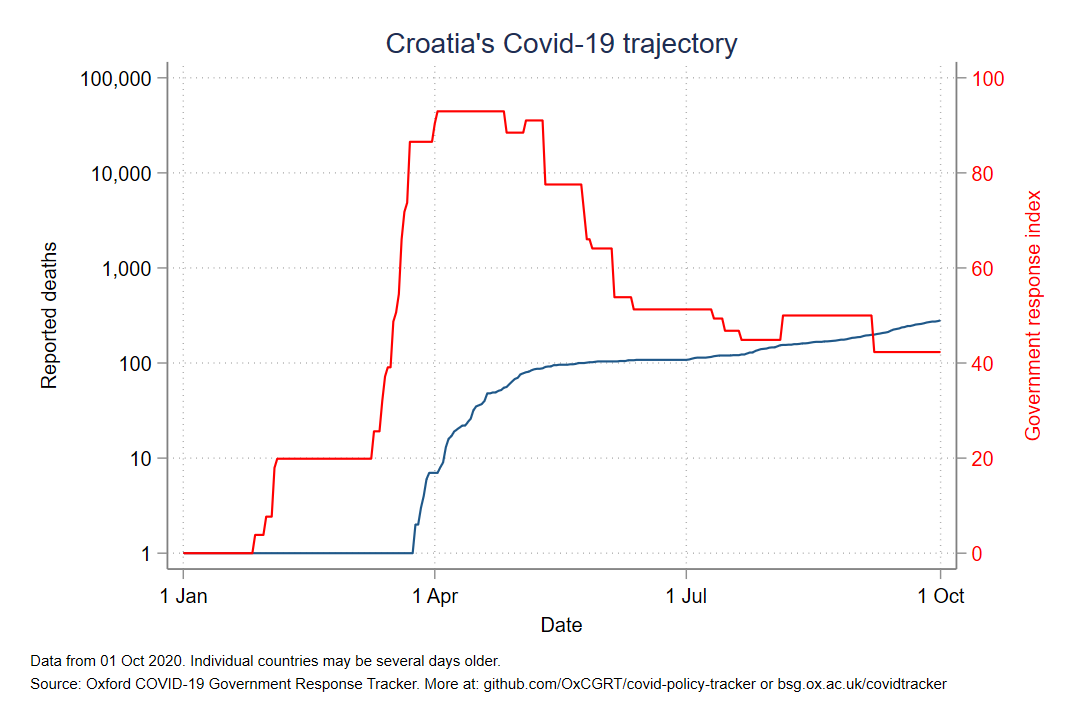 Croatia's Covid-19 trajectory
100,000
10,000
1,000
100
10
1
Reported deaths
100
80
60
40
20
0
Government response index
1 Jan
1 Apr
1 Jul
1 Oct
Date
Data from 01 Oct 2020. Individual countries may be several days older.
Source: Oxford COVID-19 Government Response Tracker. More at: github.com/OxCGRT/covid-policy-tracker or bsg.ox.ac.uk/covidtracker